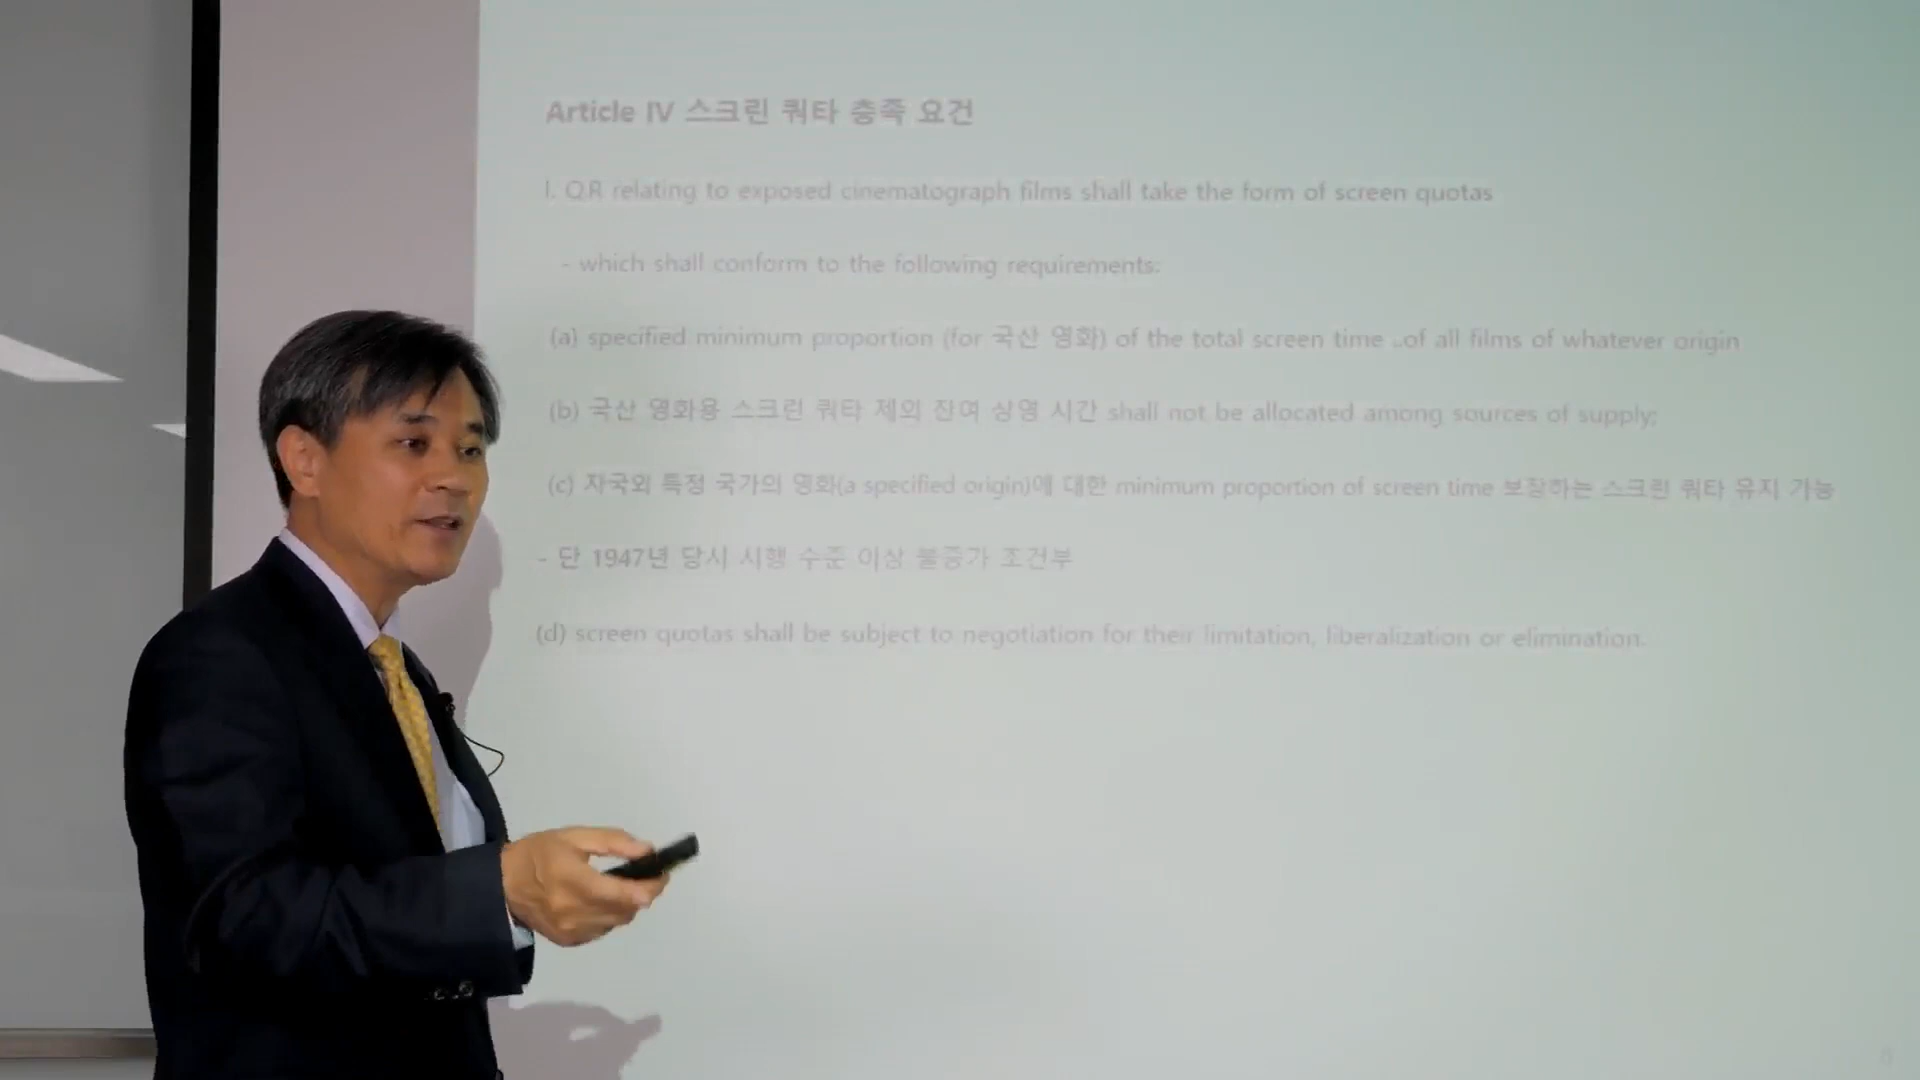 Article IV 스크린 쿼타 충족 요건
I. Q.R relating to exposed cinematograph films shall take the form of screen quotas
- which shall conform to the following requirements:
(a) specified minimum proportion (for 국산 영화) of the total screen time ..of all films of whatever origin
(b) 국산 영화용 스크린 쿼타 제외 잔여 상영 시간 shall not be allocated among sources of supply;
(c) 자국외 특정 국가의 영화(a specified origin)에 대한 minimum proportion of screen time 보장하는 스크린 쿼타 유지 가능
- 단 1947년 당시 시행 수준 이상 불증가 조건부
(d) screen quotas shall be subject to negotiation for their limitation, liberalization or elimination.